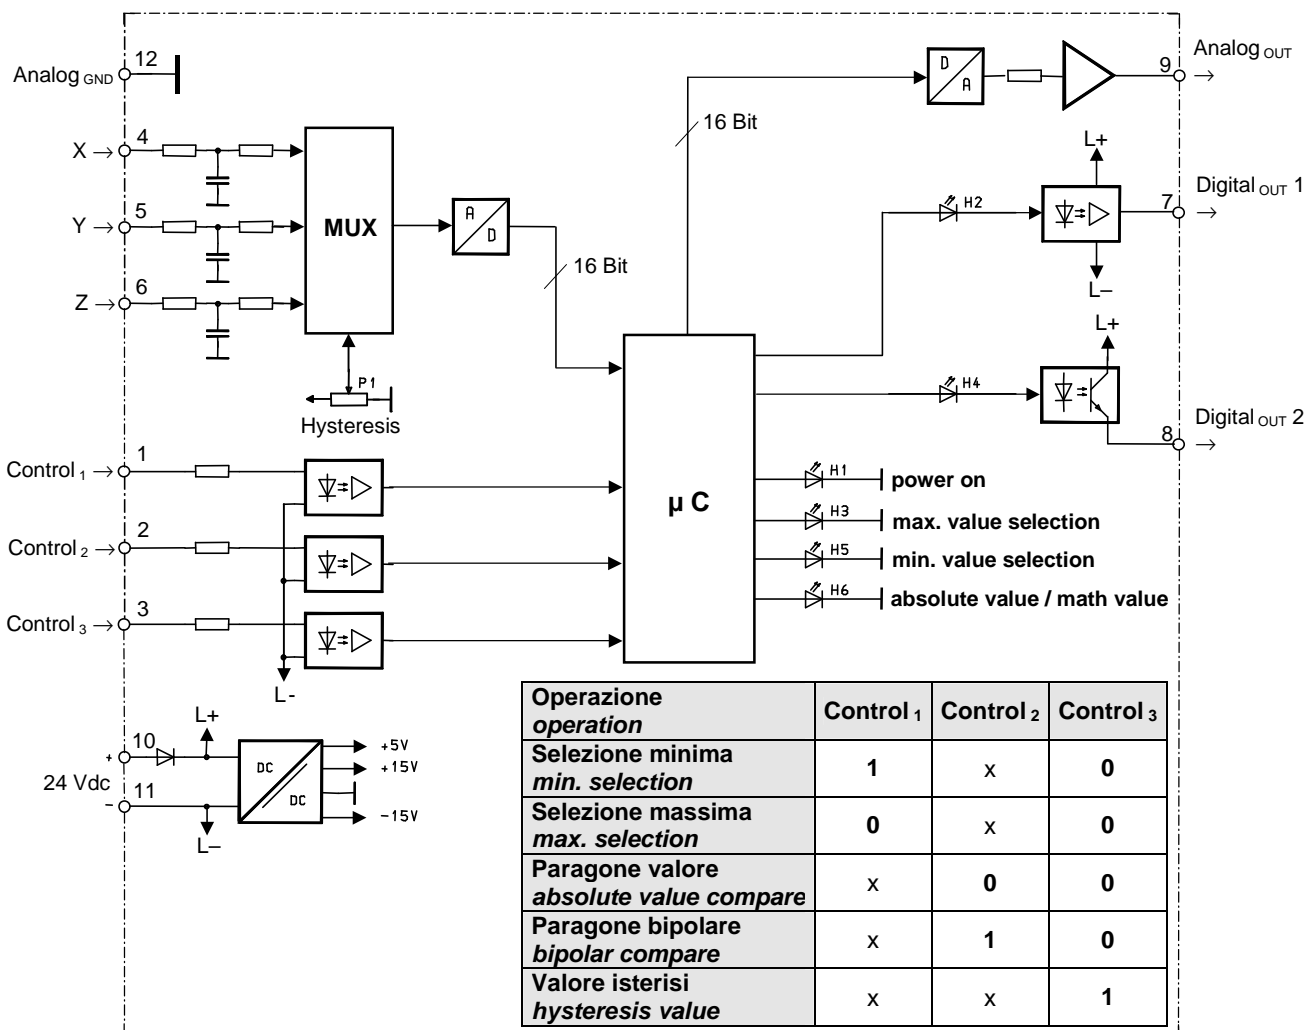 Analog GND
12
X →
4
Y →
5
Z →
6
MUX
A
D
16 Bit
16 Bit
D
A
9
Analog OUT
→
L+
H2
7
Digital OUT 1
→
L–
L+
H4
8
Digital OUT 2
→
P1
Hysteresis
Control 1 →
1
Control 2 →
2
Control 3 →
3
L-
µ C
H1
power on
H3
max. value selection
H5
min. value selection
H6
absolute value / math value
L+
+
10
24 Vdc
–
11
L–
DC
DC
+5V
+15V
-15V
Operazione
operation
Control 1
Control 2
Control 3
Selezione minima
min. selection
1
x
0
Selezione massima
max. selection
0
x
0
Paragone valore
absolute value compare
x
0
0
Paragone bipolare
bipolar compare
x
1
0
Valore isterisi
hysteresis value
x
x
1